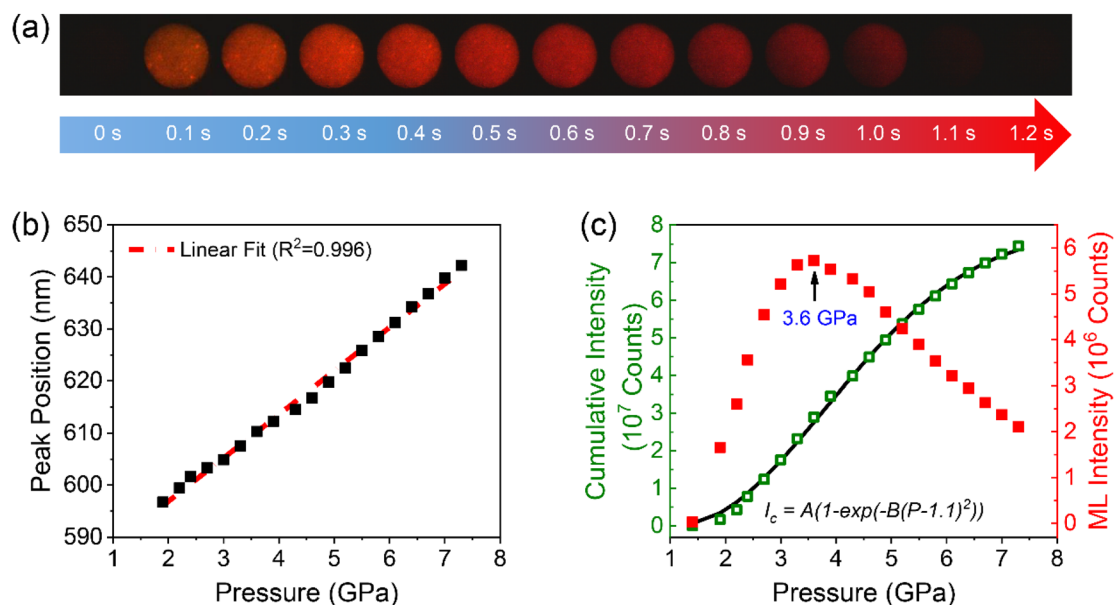 (a)
0 s 0.1 s 0.2 s 0.3 s 0.4 s 0.5 s 0.6 s 0.7 s 0.8 s 0.9 s 1.0 s 1.1 s 1.2 s
(b)
650
640
630
620
610
600
590
Peak Position (nm)
Linear Fit (R²=0.996)
1 2 3 4 5 6 7 8
Pressure (GPa)
(c)
8
7
6
5
4
3
2
1
0
Cumulative Intensity
(10⁷ Counts)
3.6 GPa
I_c = A(1-exp(-B(P-1.1)²))
6
5
4
3
2
1
0
ML Intensity (10⁶ Counts)
1 2 3 4 5 6 7 8
Pressure (GPa)